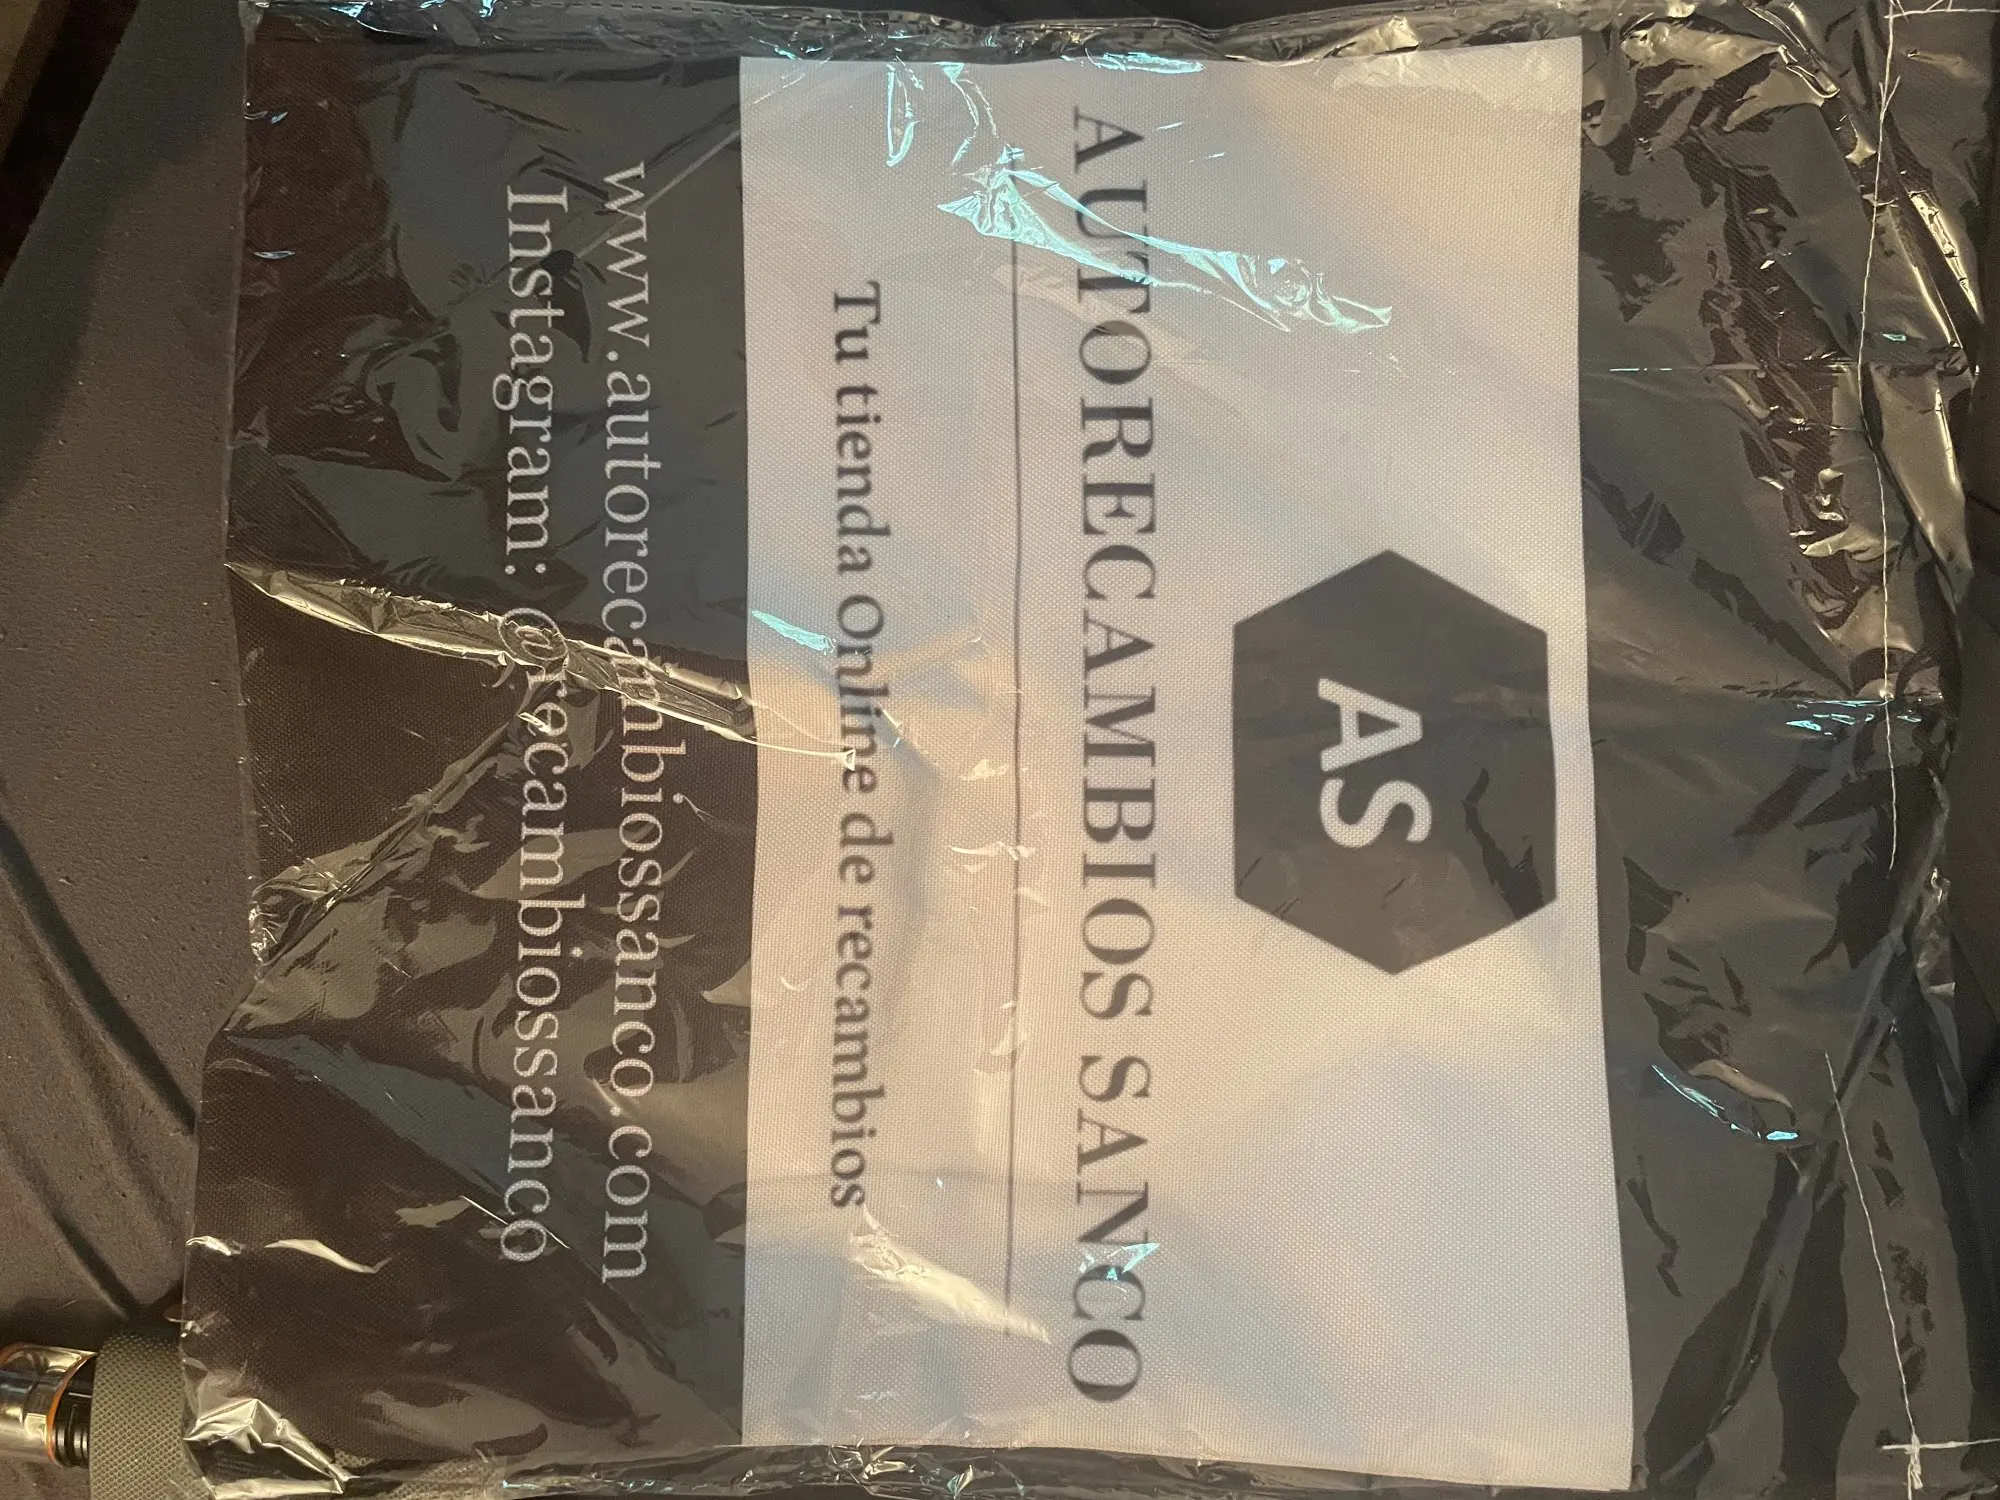 AS
AUTORECAMBIOS SANCO
Tu tienda Online de recambios
www.autorecambiossanco.com
Instagram: @recambiossanco